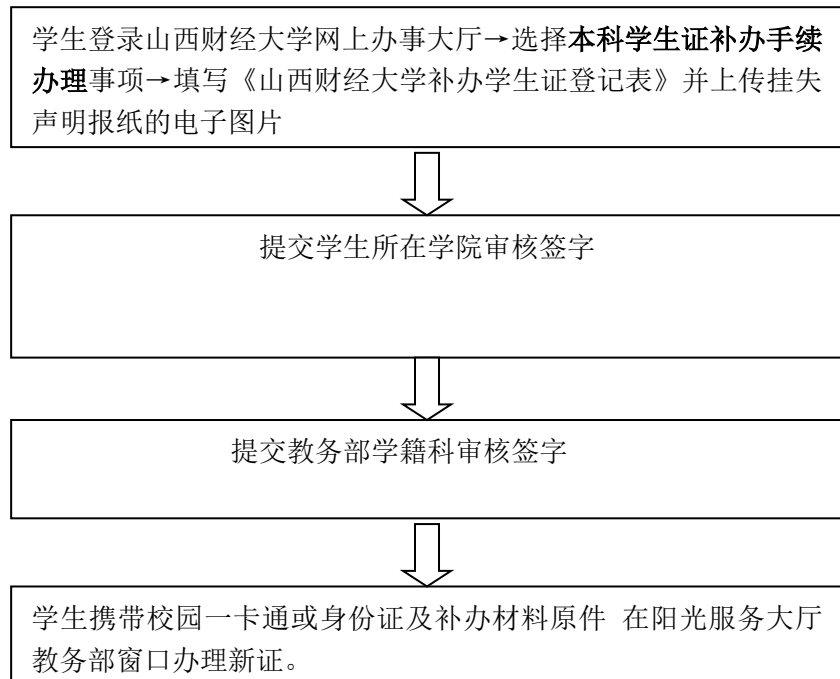 学生登录山西财经大学网上办事大厅→选择本科学生证补办手续
办理事项→填写《山西财经大学补办学生证登记表》并上传挂失
声明报纸的电子图片
提交学生所在学院审核签字
提交教务部学籍科审核签字
学生携带校园一卡通或身份证及补办材料原件 在阳光服务大厅
教务部窗口办理新证。